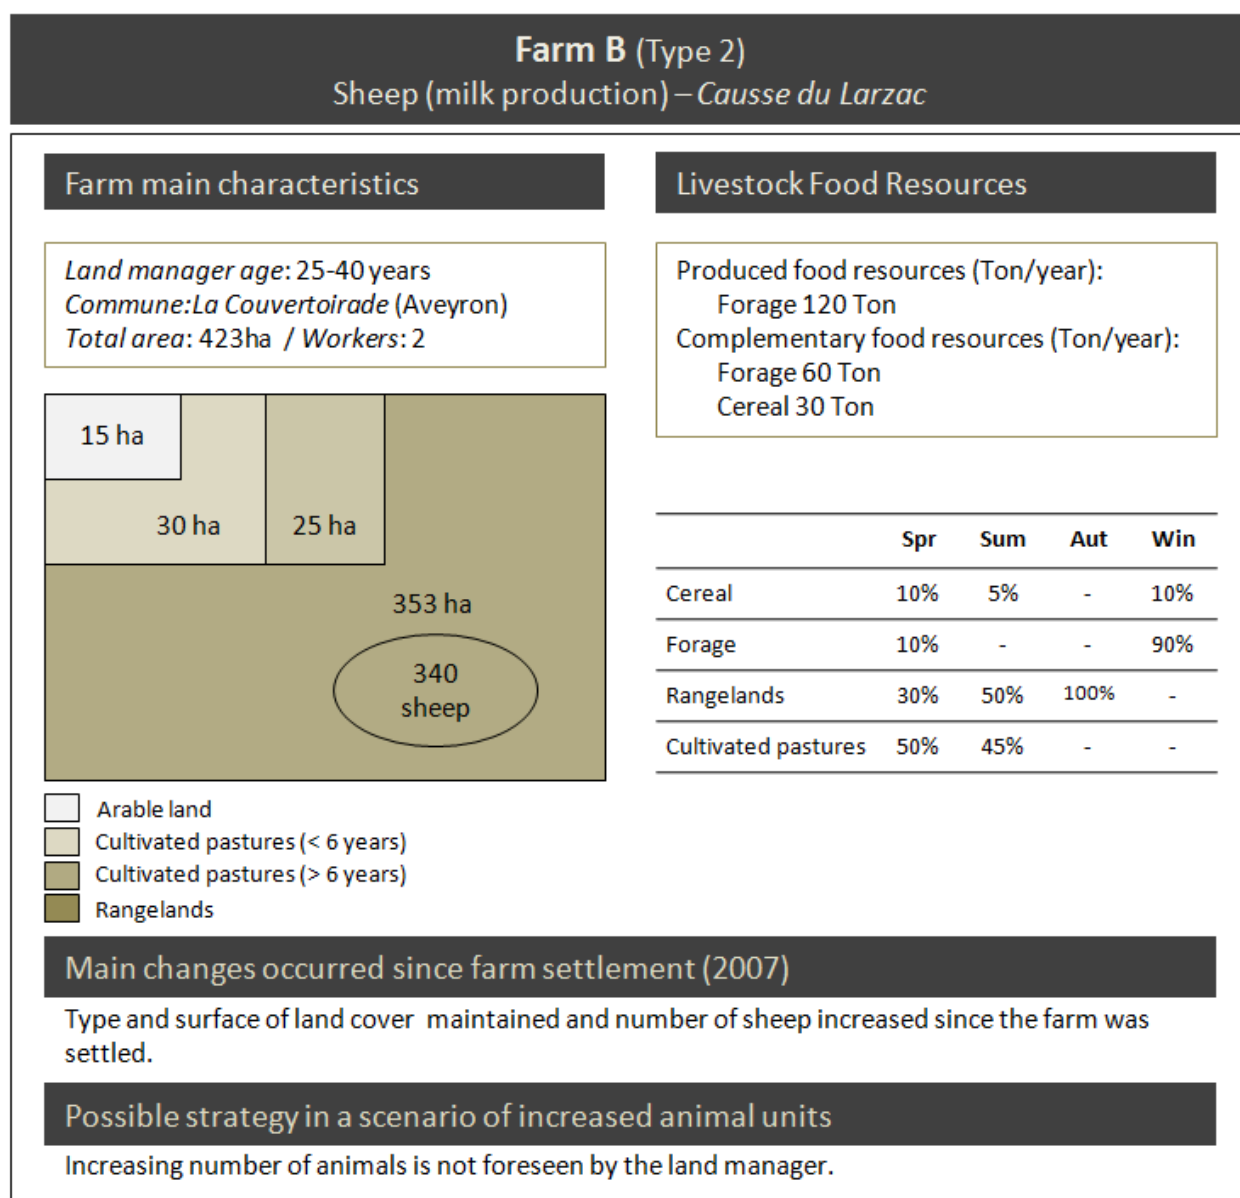 Farm B (Type 2)
Sheep (milk production) – Causse du Larzac
Farm main characteristics
Land manager age: 25-40 years
Commune:La Couvertoirade (Aveyron)
Total area: 423ha / Workers: 2
15 ha
30 ha
25 ha
353 ha
340
sheep
Arable land
Cultivated pastures (< 6 years)
Cultivated pastures (> 6 years)
Rangelands
Livestock Food Resources
Produced food resources (Ton/year):
Forage 120 Ton
Complementary food resources (Ton/year):
Forage 60 Ton
Cereal 30 Ton
Spr Sum Aut Win
Cereal 10% 5% - 10%
Forage 10% - - 90%
Rangelands 30% 50% 100% -
Cultivated pastures 50% 45% - -
Main changes occurred since farm settlement (2007)
Type and surface of land cover maintained and number of sheep increased since the farm was
settled.
Possible strategy in a scenario of increased animal units
Increasing number of animals is not foreseen by the land manager.